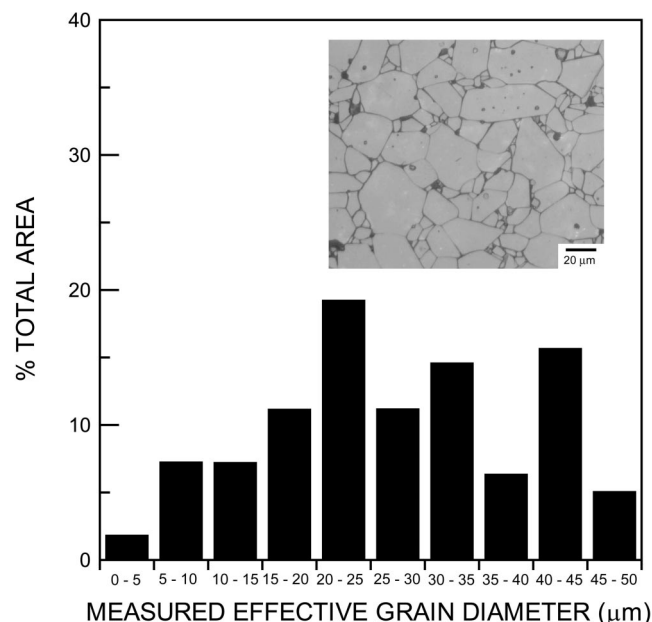 40
30
20
10
0
% TOTAL AREA
20 μm
0 - 5 5 - 10 10 - 15 15 - 20 20 - 25 25 - 30 30 - 35 35 - 40 40 - 45 45 - 50
MEASURED EFFECTIVE GRAIN DIAMETER (μm)